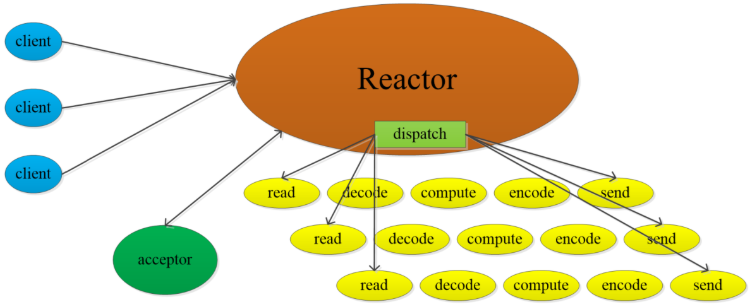 client
Reactor
client
dispatch
client
read decode compute encode send
read decode compute encode send
acceptor
read decode compute encode send